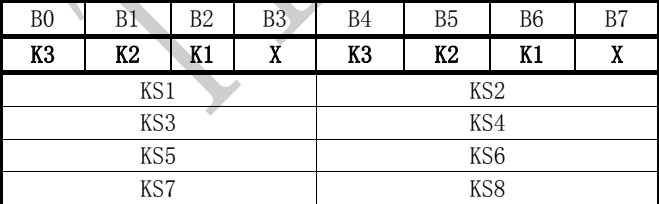 B0 B1 B2 B3 B4 B5 B6 B7
K3 K2 K1 X K3 K2 K1 X
KS1 KS2
KS3 KS4
KS5 KS6
KS7 KS8